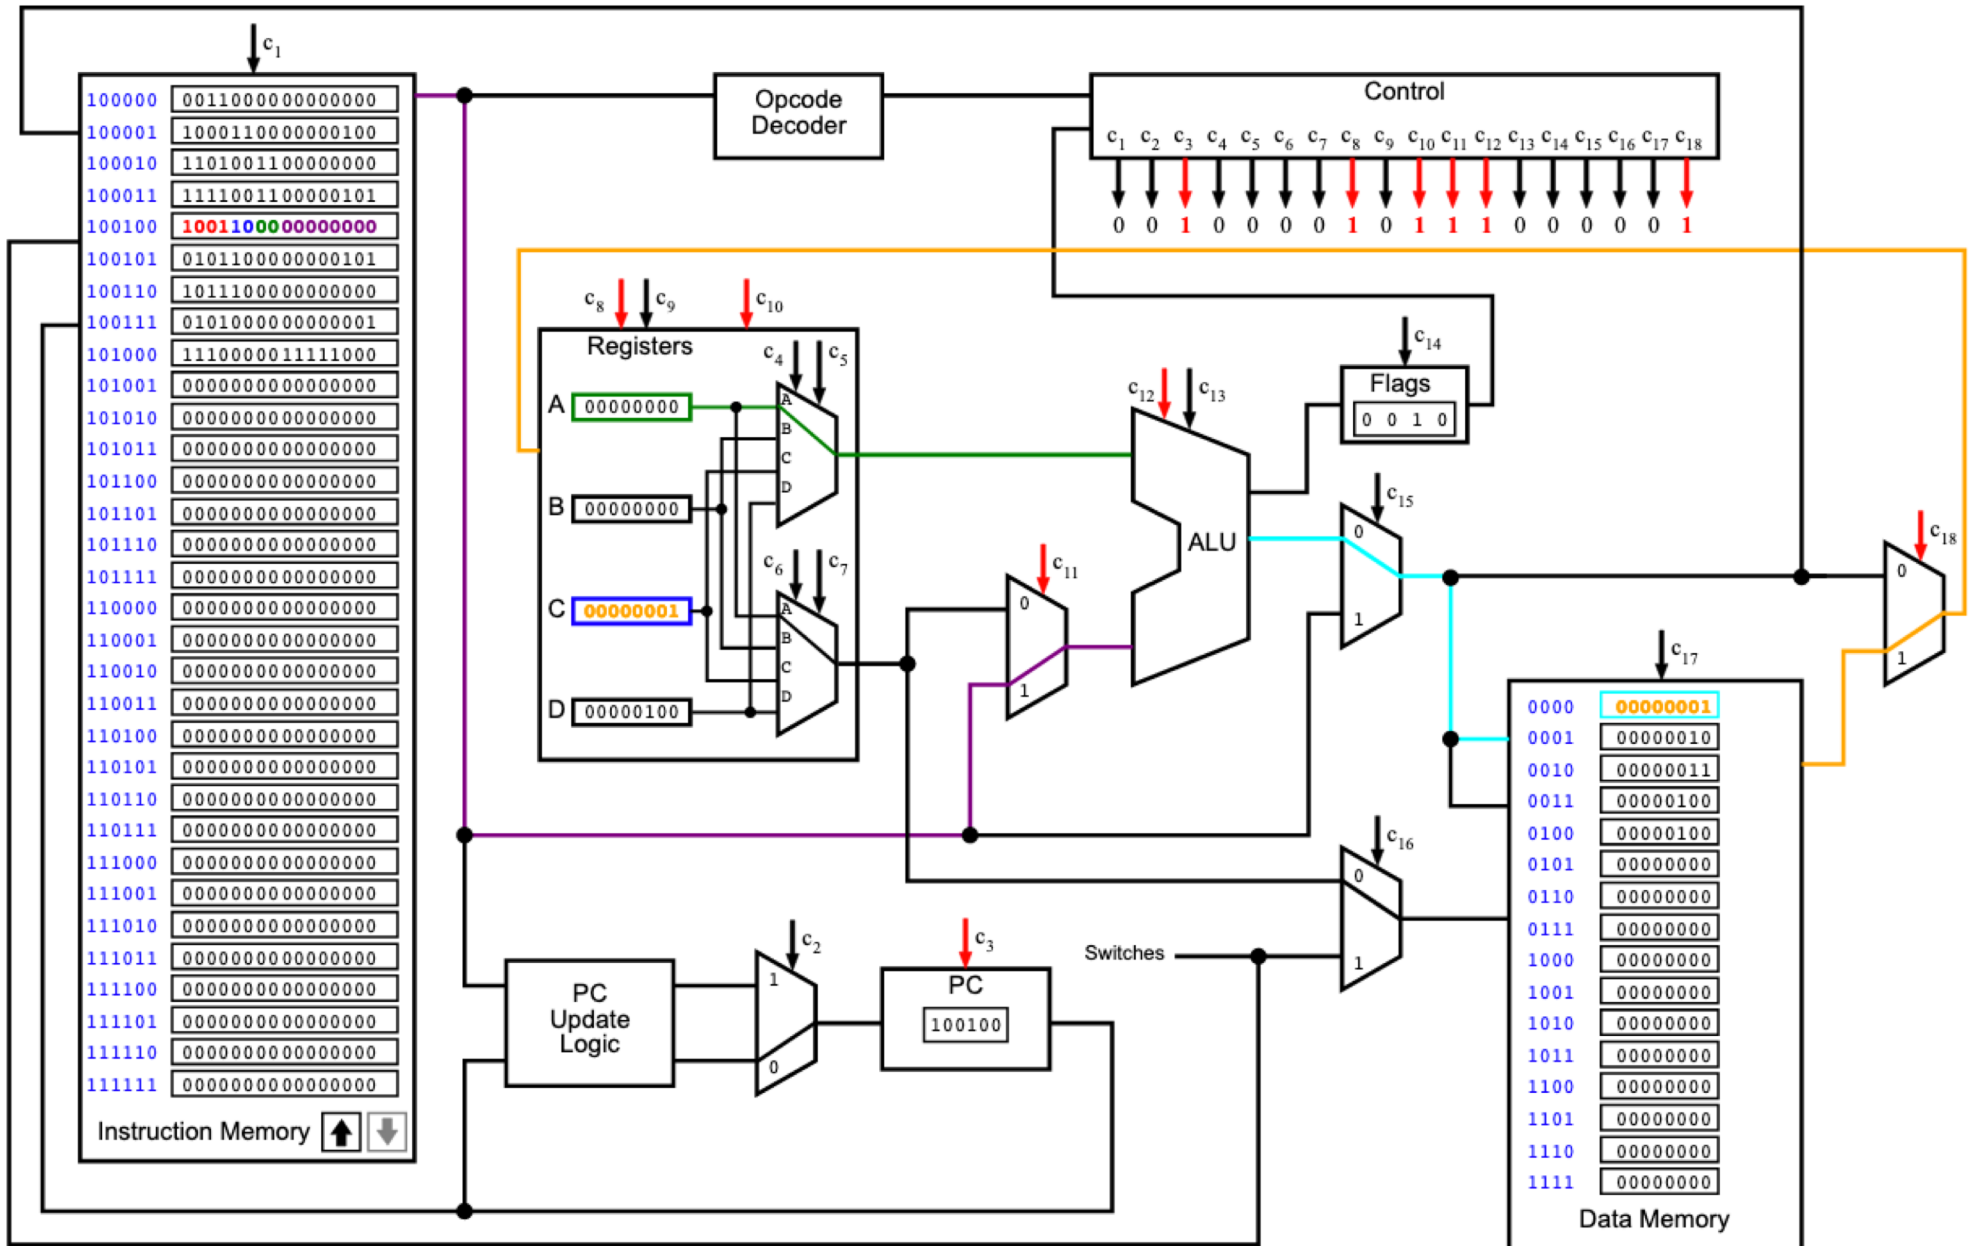 c1
100000 0011000000000000
100001 1000110000000100
100010 1101001100000000
100011 1111001100000101
100100 1001100000000000
100101 0101100000000101
100110 1011100000000000
100111 0101000000000001
101000 1110000011111000
101001 0000000000000000
101010 0000000000000000
101011 0000000000000000
101100 0000000000000000
101101 0000000000000000
101110 0000000000000000
101111 0000000000000000
110000 0000000000000000
110001 0000000000000000
110010 0000000000000000
110011 0000000000000000
110100 0000000000000000
110101 0000000000000000
110110 0000000000000000
110111 0000000000000000
111000 0000000000000000
111001 0000000000000000
111010 0000000000000000
111011 0000000000000000
111100 0000000000000000
111101 0000000000000000
111110 0000000000000000
111111 0000000000000000
Instruction Memory
Opcode
Decoder
Control
c1 c2 c3 c4 c5 c6 c7 c8 c9 c10 c11 c12 c13 c14 c15 c16 c17 c18
0 0 1 0 0 0 0 1 0 1 1 1 0 0 0 0 0 1
c8 c9 c10
Registers
c4 c5
A 00000000
B 00000000
C 00000001
D 00000100
A
B
C
D
c6 c7
A
B
C
D
c11
0
1
c12 c13
ALU
c14
Flags
0 0 1 0
c15
0
1
c16
0
1
Switches
c18
0
1
PC
Update
Logic
c2
1
0
c3
PC
100100
c17
0000 00000001
0001 00000010
0010 00000011
0011 00000100
0100 00000100
0101 00000000
0110 00000000
0111 00000000
1000 00000000
1001 00000000
1010 00000000
1011 00000000
1100 00000000
1101 00000000
1110 00000000
1111 00000000
Data Memory